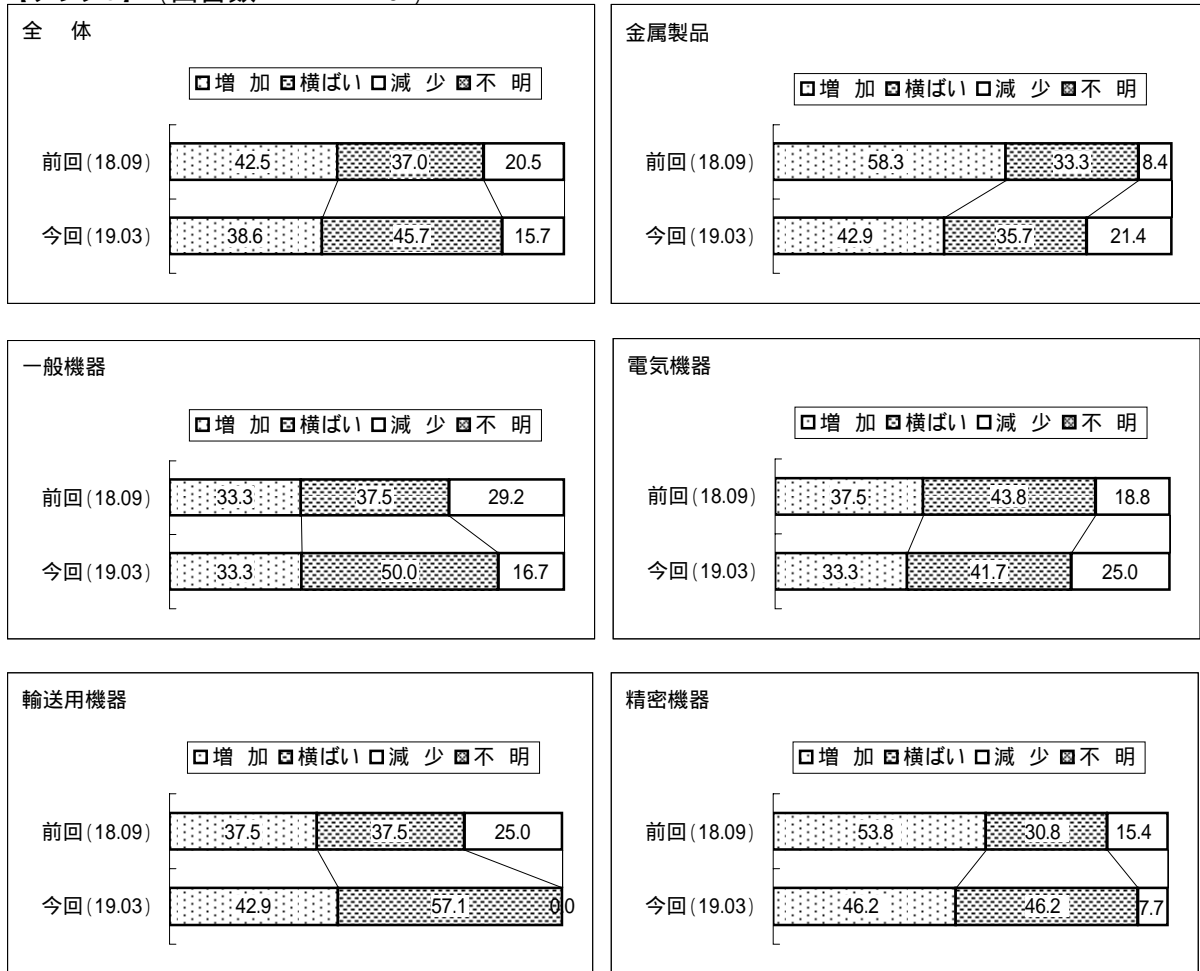 全 体
増 加 横ばい 減 少 不 明
前回(18.09) 42.5 37.0 20.5
今回(19.03) 38.6 45.7 15.7
金属製品
増 加 横ばい 減 少 不 明
前回(18.09) 58.3 33.3 8.4
今回(19.03) 42.9 35.7 21.4
一般機器
増 加 横ばい 減 少 不 明
前回(18.09) 33.3 37.5 29.2
今回(19.03) 33.3 50.0 16.7
電気機器
増 加 横ばい 減 少 不 明
前回(18.09) 37.5 43.8 18.8
今回(19.03) 33.3 41.7 25.0
輸送用機器
増 加 横ばい 減 少 不 明
前回(18.09) 37.5 37.5 25.0
今回(19.03) 42.9 57.1 0.0
精密機器
増 加 横ばい 減 少 不 明
前回(18.09) 53.8 30.8 15.4
今回(19.03) 46.2 46.2 7.7